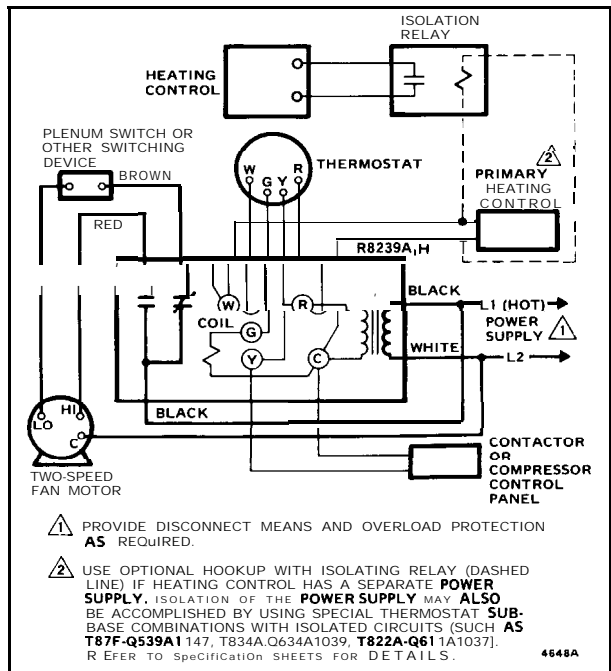 ISOLATION
RELAY
HEATING
CONTROL
PLENUM SWITCH OR
OTHER SWITCHING
DEVICE
BROWN
W
G
Y
R
THERMOSTAT
2
PRIMARY
HEATING
CONTROL
RED
R8239A,H
BLACK
L1 (HOT)
POWER
SUPPLY
1
W
R
COIL
G
Y
C
WHITE
L2
BLACK
LO
HI
C
TWO-SPEED
FAN MOTOR
CONTACTOR
OR
COMPRESSOR
CONTROL
PANEL
1 PROVIDE DISCONNECT MEANS AND OVERLOAD PROTECTION
AS REQuIRED.
2 USE OPTIONAL HOOKUP WITH ISOLATING RELAY (DASHED
LINE) IF HEATING CONTROL HAS A SEPARATE POWER
SUPPLY. ISOLATION OF THE POWER SUPPLY MAY ALSO
BE ACCOMPLISHED BY USING SPECIAL THERMOSTAT SUB-
BASE COMBINATIONS WITH ISOLATED CIRCUITS (SUCH AS
T87F-Q539A1 147, T834A.Q634A1039, T822A-Q61 1A1037].
R EFER TO SpeCifiCatiOn SHEETS FOR DETAILS.
4648A